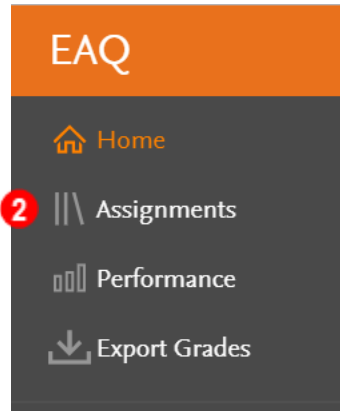 EAQ
Home
2 Assignments
Performance
Export Grades